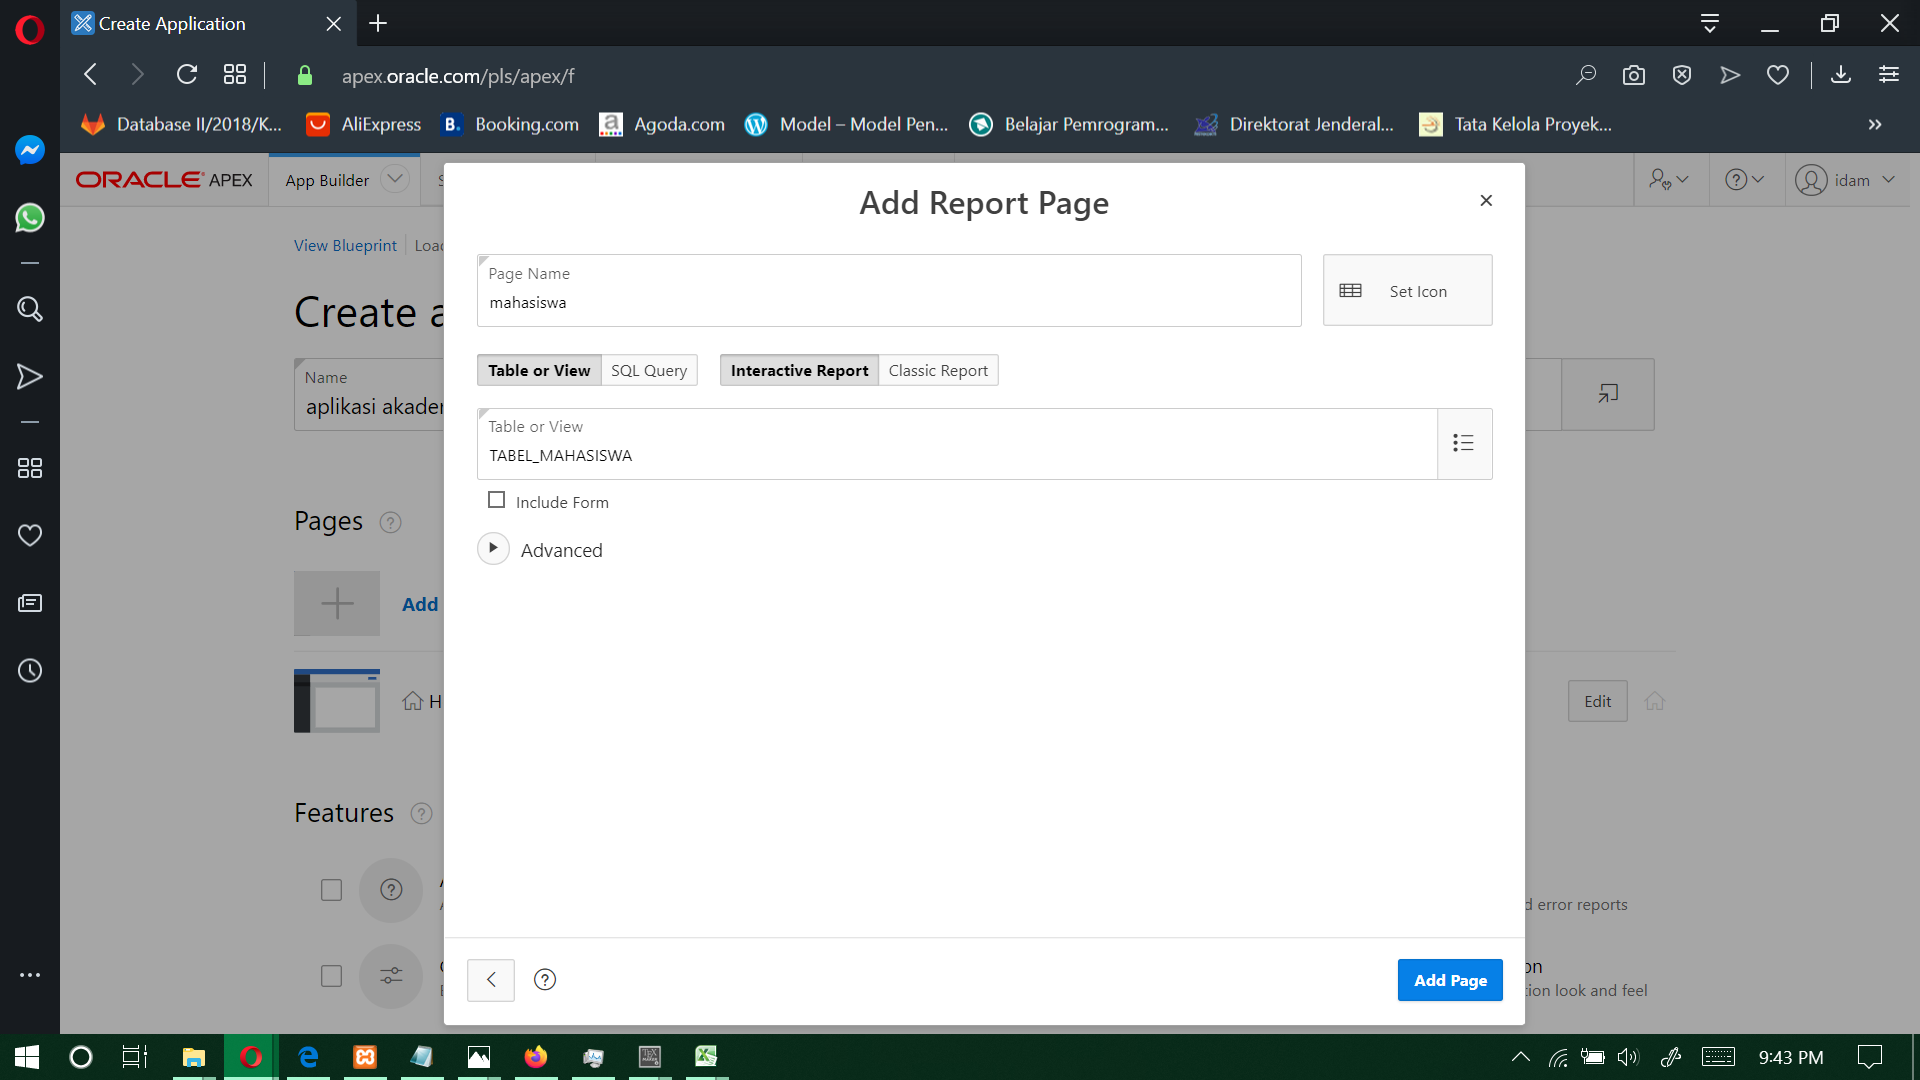 Create Application
apex.oracle.com/pls/apex/f
Database II/2018/K... AliExpress Booking.com Agoda.com Model – Model Pen... Belajar Pemrogram... Direktorat Jenderal... Tata Kelola Proyek... »
ORACLE APEX App Builder idam
Add Report Page
View Blueprint
Page Name
mahasiswa
Set Icon
Create a
Table or View SQL Query Interactive Report Classic Report
Name
aplikasi akader
Table or View
TABEL_MAHASISWA
Include Form
Pages
Advanced
Add
H
Edit
Features
d error reports
Add Page
on
tion look and feel
9:43 PM